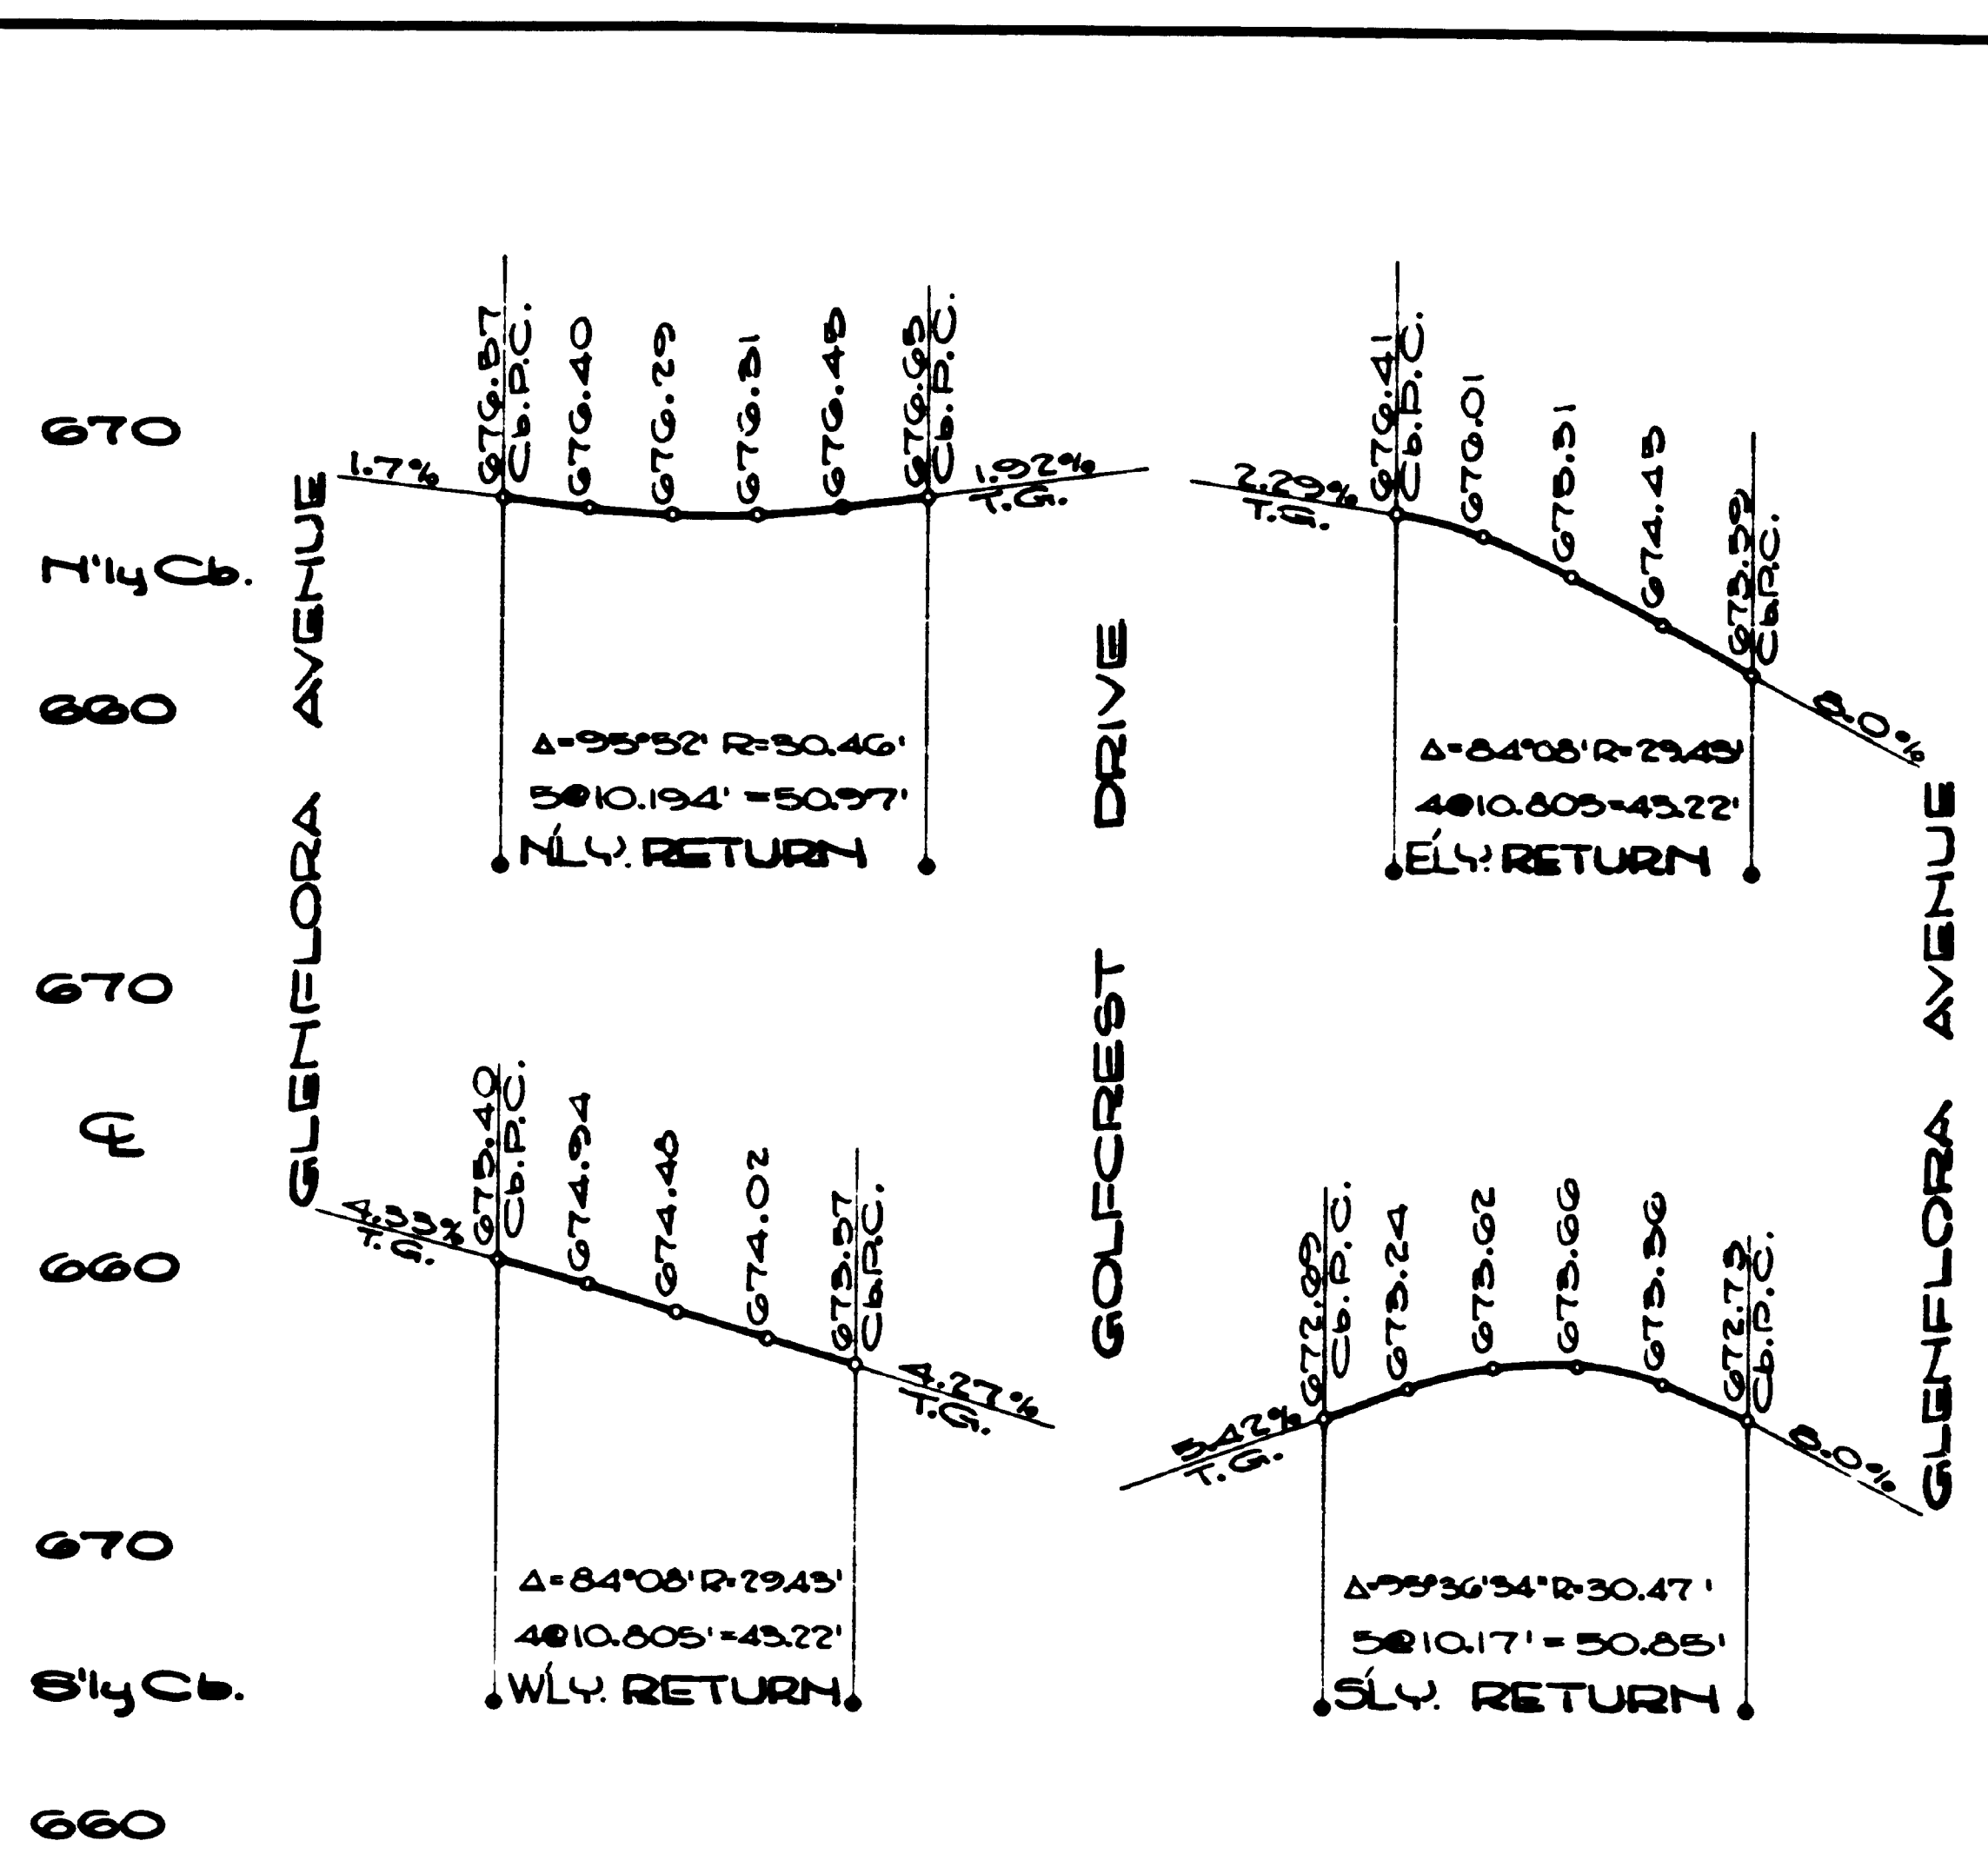 670
N'ly Cb.
660
670
℄
660
670
S'ly Cb.
660
GLENFLORA AVENUE
1.7%
676.57
Cb.P.C.
676.40
676.29
676.31
676.45
676.65
Cb.P.C.
1.92%
T.G.
Δ=95°52' R=30.46'
5@10.194'=50.97'
N'LY. RETURN
GOLFCREST DRIVE
2.29%
T.G.
676.41
Cb.P.C.
676.01
675.31
674.45
673.59
Cb.P.C.
8.0%
Δ=84°08' R=29.43'
4@10.805=43.22'
E'LY. RETURN
GLENFLORA AVENUE
4.33%
T.G.
675.40
Cb.P.C.
674.94
674.48
674.02
673.57
Cb.P.C.
4.27%
T.G.
Δ=84°08' R=29.43'
4@10.805'=43.22'
W'LY. RETURN
5.42%
T.G.
672.69
Cb.P.C.
673.24
673.62
673.66
673.36
672.73
Cb.P.C.
8.0%
Δ=95°36'34" R=30.47'
5@10.17'=50.85'
S'LY. RETURN